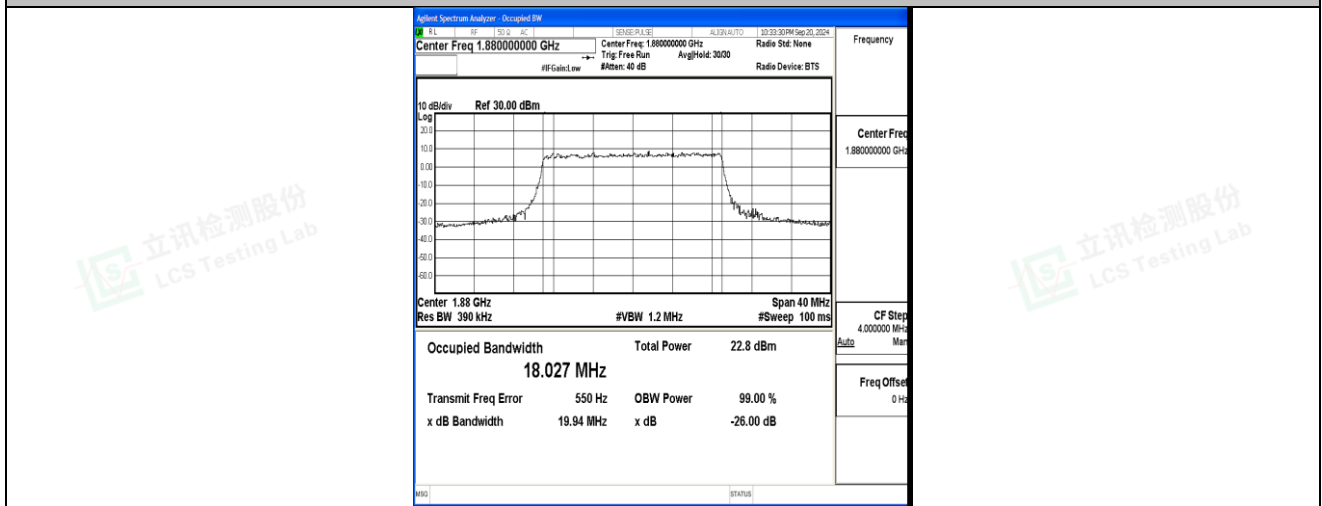 Agilent Spectrum Analyzer - Occupied BW
RL RF 50 Ω AC SENSE:PULSE ALIGN AUTO 10:33:30 PM Sep 20, 2024
Center Freq 1.880000000 GHz
Center Freq: 1.880000000 GHz
Radio Std: None
Trig: Free Run Avg|Hold: 30/30
#IFGain:Low #Atten: 40 dB Radio Device: BTS
Frequency
10 dB/div Ref 30.00 dBm
Log
20.0
10.0
0.00
-10.0
-20.0
-30.0
-40.0
-50.0
-60.0
Center Freq
1.880000000 GHz
Center 1.88 GHz Span 40 MHz
Res BW 390 kHz #VBW 1.2 MHz #Sweep 100 ms
CF Step
4.000000 MHz
Auto Man
Occupied Bandwidth Total Power 22.8 dBm
18.027 MHz
Transmit Freq Error 550 Hz OBW Power 99.00 %
x dB Bandwidth 19.94 MHz x dB -26.00 dB
Freq Offset
0 Hz
MSG STATUS
立讯检测股份
LCS Testing Lab
立讯检测股份
LCS Testing Lab